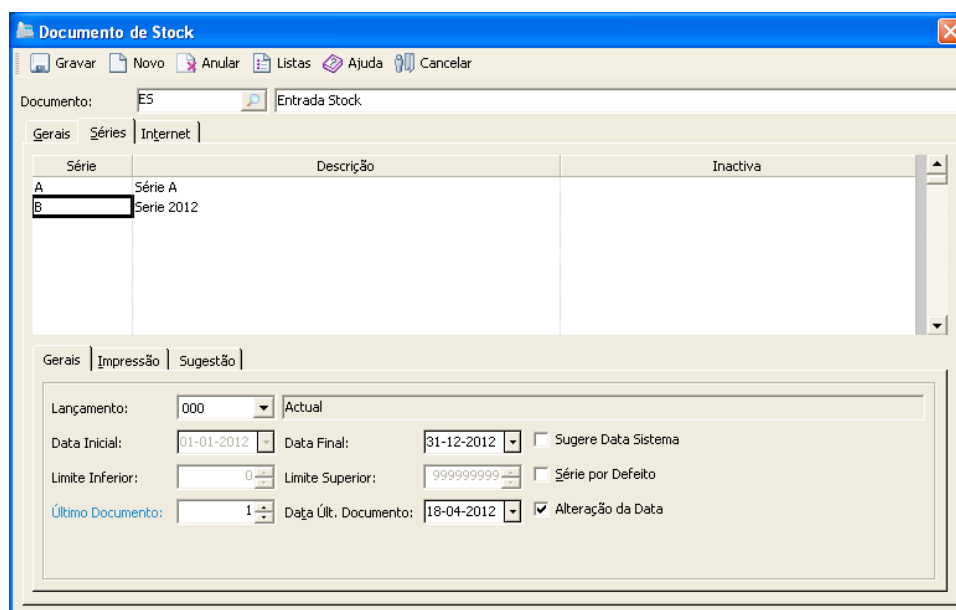 Documento de Stock
Gravar Novo Anular Listas Ajuda Cancelar
Documento: ES Entrada Stock
Gerais Séries Internet
Série Descrição Inactiva
A Série A
B Serie 2012
Gerais Impressão Sugestão
Lançamento: 000 Actual
Data Inicial: 01-01-2012 Data Final: 31-12-2012 Sugere Data Sistema
Limite Inferior: 0 Limite Superior: 999999999 Série por Defeito
Último Documento: 1 Data Últ. Documento: 18-04-2012 Alteração da Data